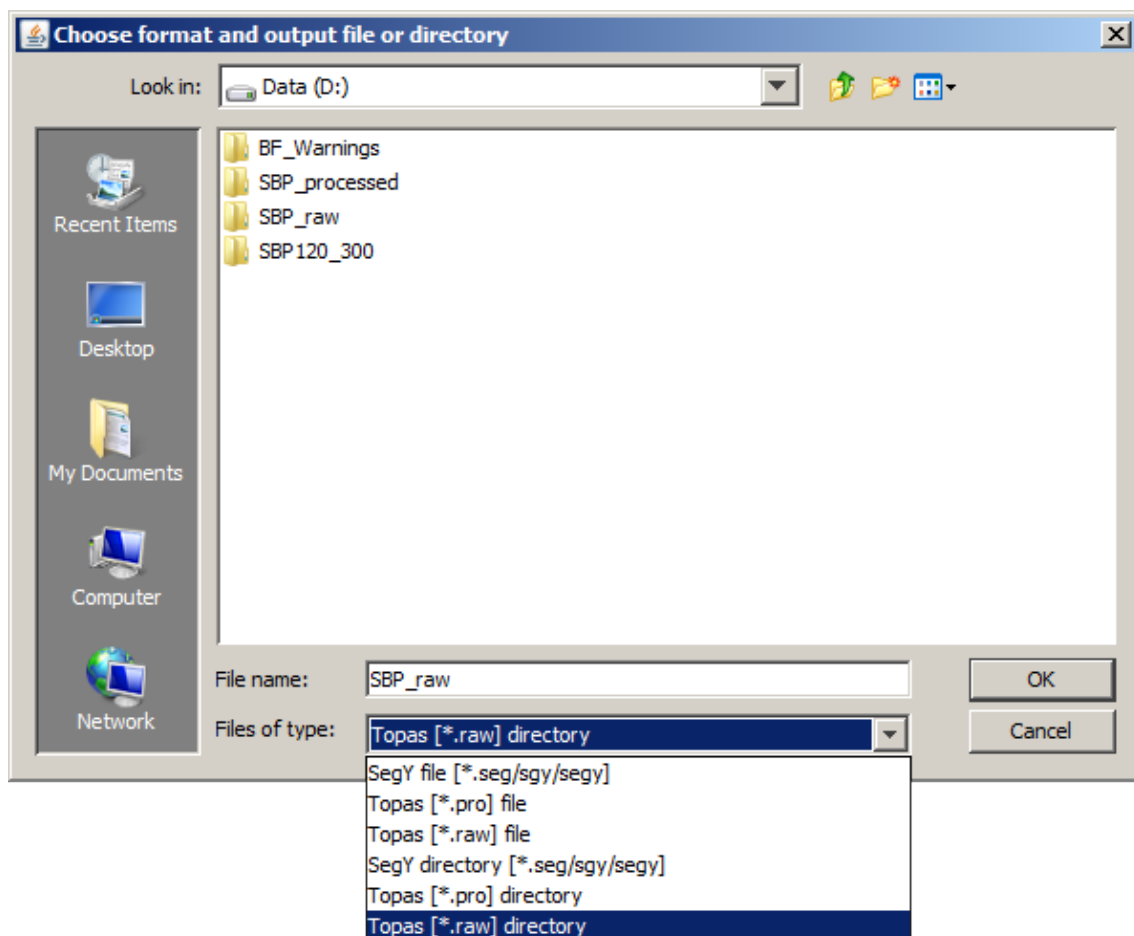 Choose format and output file or directory
Look in: Data (D:)
BF_Warnings
SBP_processed
SBP_raw
SBP120_300
Recent Items
Desktop
My Documents
Computer
Network
File name: SBP_raw OK
Files of type: Topas [*.raw] directory Cancel
SegY file [*.seg/sgy/segy]
Topas [*.pro] file
Topas [*.raw] file
SegY directory [*.seg/sgy/segy]
Topas [*.pro] directory
Topas [*.raw] directory